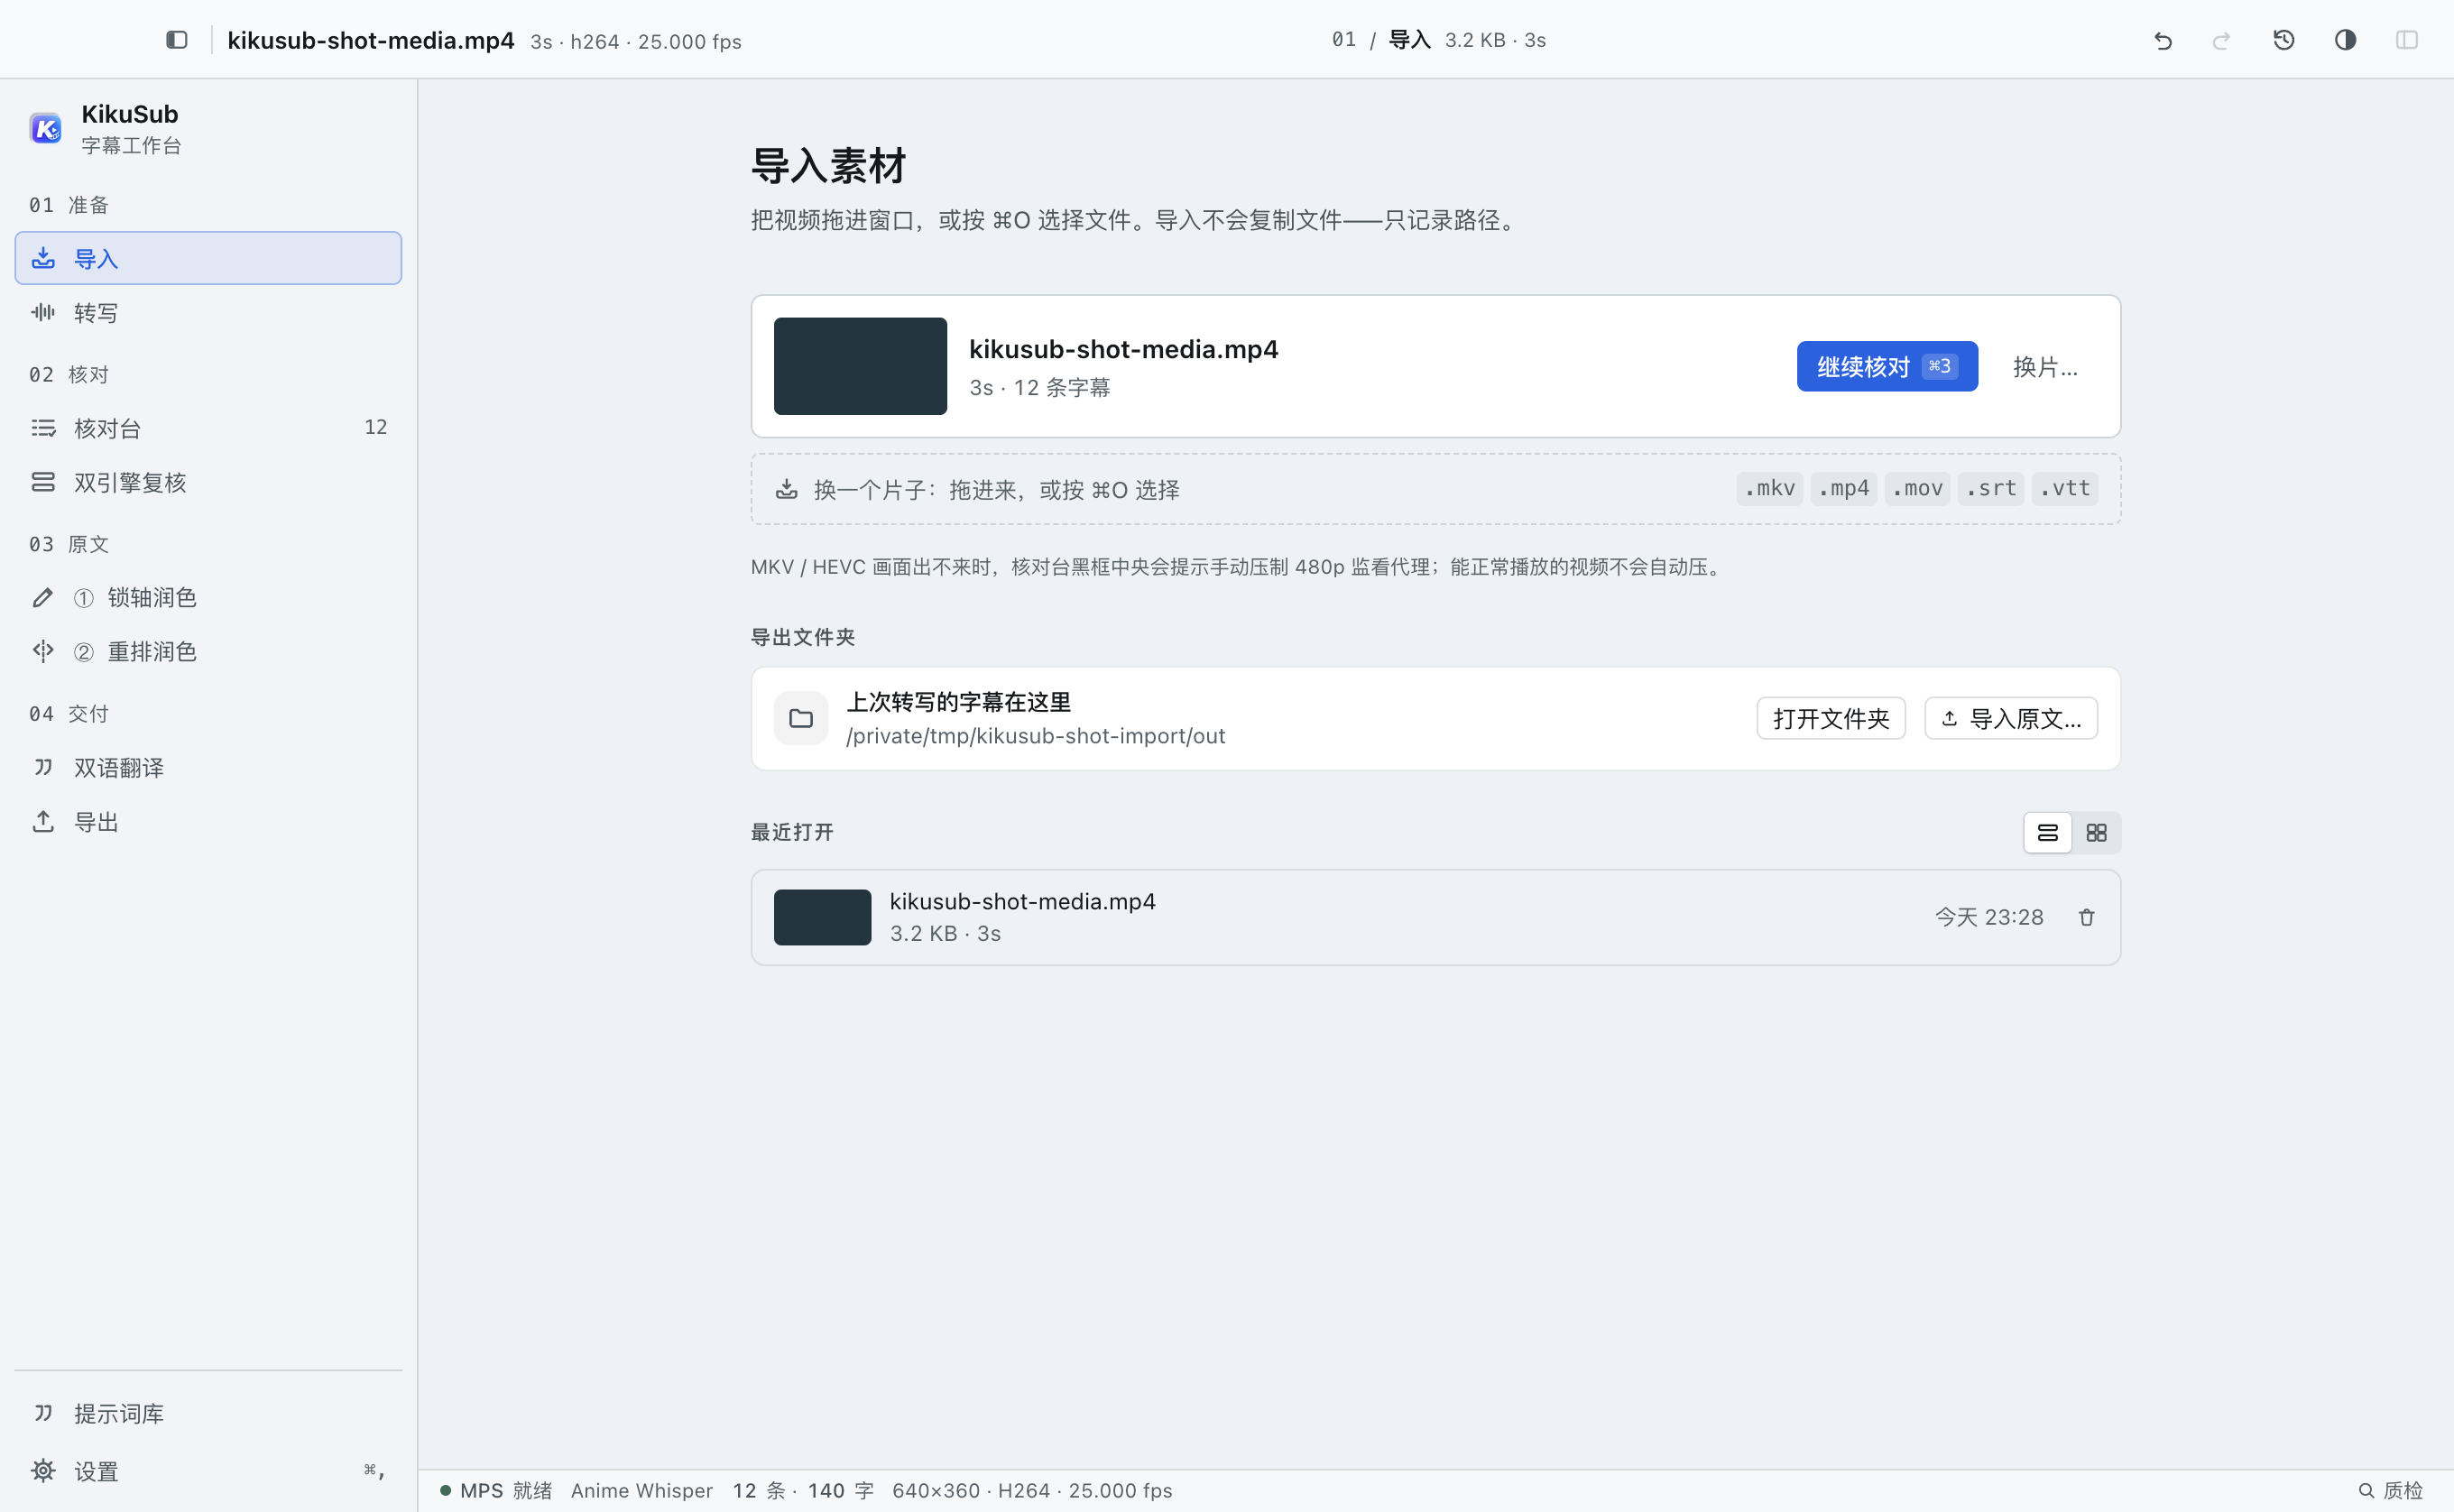 kikusub-shot-media.mp4 3s · h264 · 25.000 fps
01 / 导入 3.2 KB · 3s
KikuSub
字幕工作台
01 准备
导入
转写
02 核对
核对台 12
双引擎复核
03 原文
① 锁轴润色
② 重排润色
04 交付
双语翻译
导出
提示词库
设置 ⌘,
导入素材
把视频拖进窗口，或按 ⌘O 选择文件。导入不会复制文件——只记录路径。
kikusub-shot-media.mp4
3s · 12 条字幕
继续核对 ⌘3 换片…
换一个片子：拖进来，或按 ⌘O 选择 .mkv .mp4 .mov .srt .vtt
MKV / HEVC 画面出不来时，核对台黑框中央会提示手动压制 480p 监看代理；能正常播放的视频不会自动压。
导出文件夹
上次转写的字幕在这里
/private/tmp/kikusub-shot-import/out
打开文件夹 导入原文…
最近打开
kikusub-shot-media.mp4
3.2 KB · 3s
今天 23:28
MPS 就绪 Anime Whisper 12 条 · 140 字 640×360 · H264 · 25.000 fps 质检